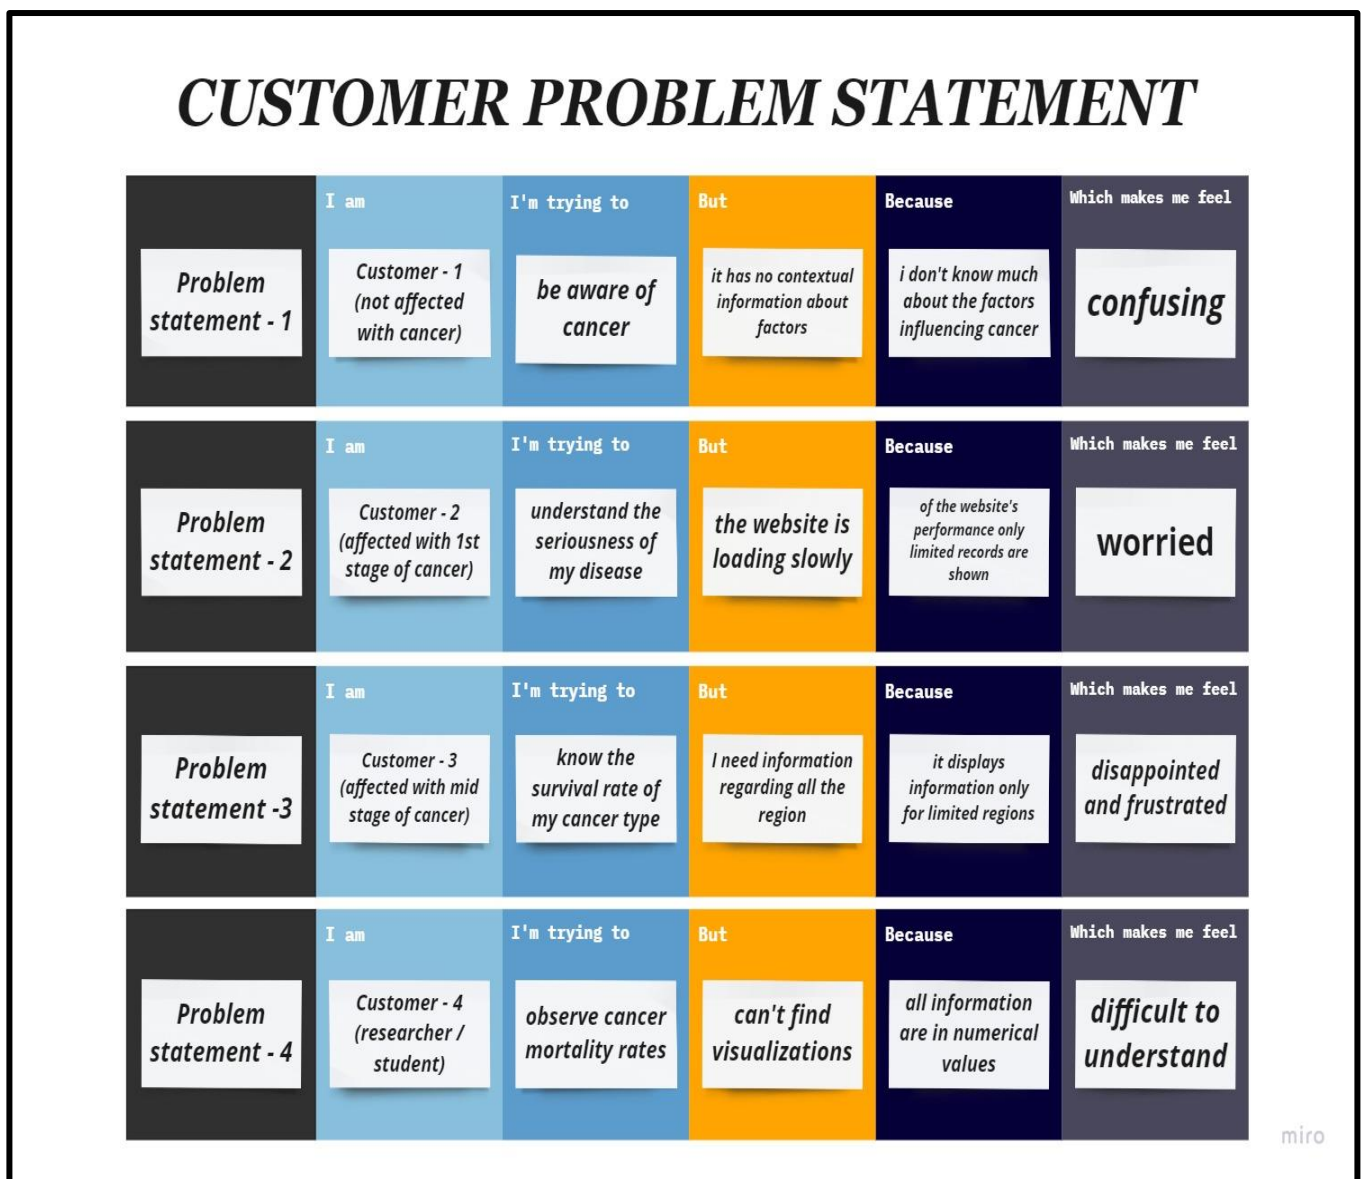 CUSTOMER PROBLEM STATEMENT
I am
I'm trying to
But
Because
Which makes me feel
Problem
statement - 1
Customer - 1
(not affected
with cancer)
be aware of
cancer
it has no contextual
information about
factors
i don't know much
about the factors
influencing cancer
confusing
I am
I'm trying to
But
Because
Which makes me feel
Problem
statement - 2
Customer - 2
(affected with 1st
stage of cancer)
understand the
seriousness of
my disease
the website is
loading slowly
of the website's
performance only
limited records are
shown
worried
I am
I'm trying to
But
Because
Which makes me feel
Problem
statement -3
Customer - 3
(affected with mid
stage of cancer)
know the
survival rate of
my cancer type
I need information
regarding all the
region
it displays
information only
for limited regions
disappointed
and frustrated
I am
I'm trying to
But
Because
Which makes me feel
Problem
statement - 4
Customer - 4
(researcher /
student)
observe cancer
mortality rates
can't find
visualizations
all information
are in numerical
values
difficult to
understand
miro